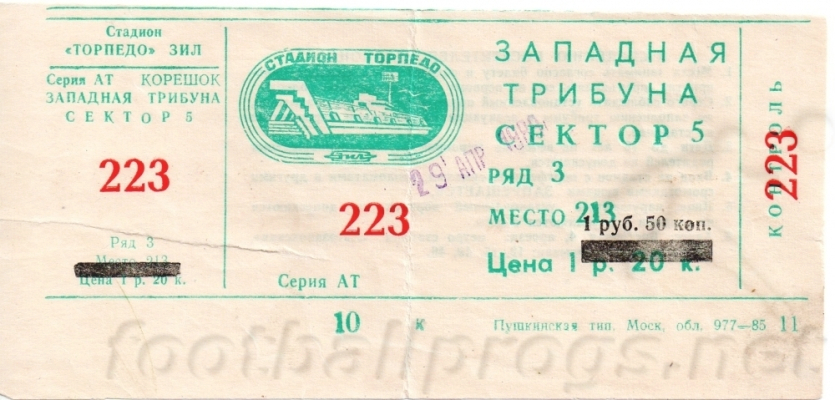 Стадион
«ТОРПЕДО» ЗИЛ
Серия АТ КОРЕШОК
ЗАПАДНАЯ ТРИБУНА
СЕКТОР 5
223
Ряд 3
Место 213
Цена 1 р. 20 к.
СТАДИОН ТОРПЕДО
ЗИЛ
223
Серия АТ
10 к
ЗАПАДНАЯ
ТРИБУНА
СЕКТОР 5
29 АПР
РЯД 3
МЕСТО 213
1 руб. 50 коп.
Цена 1 р. 20 к.
Пушкинская тип. Моск. обл. 977—85 11
КОНТРОЛЬ
223
footballprogs.net